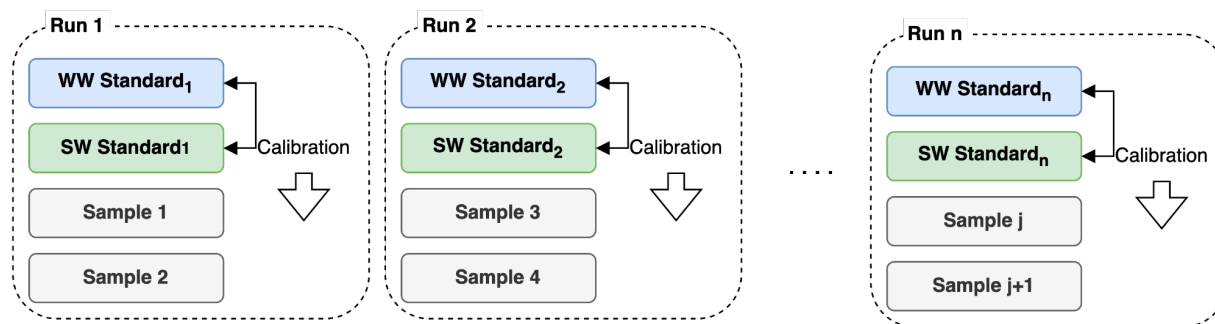 Run 1
WW Standard₁
SW Standard1
Calibration
Sample 1
Sample 2
Run 2
WW Standard₂
SW Standard₂
Calibration
Sample 3
Sample 4
. . . .
Run n
WW Standardₙ
SW Standardₙ
Calibration
Sample j
Sample j+1